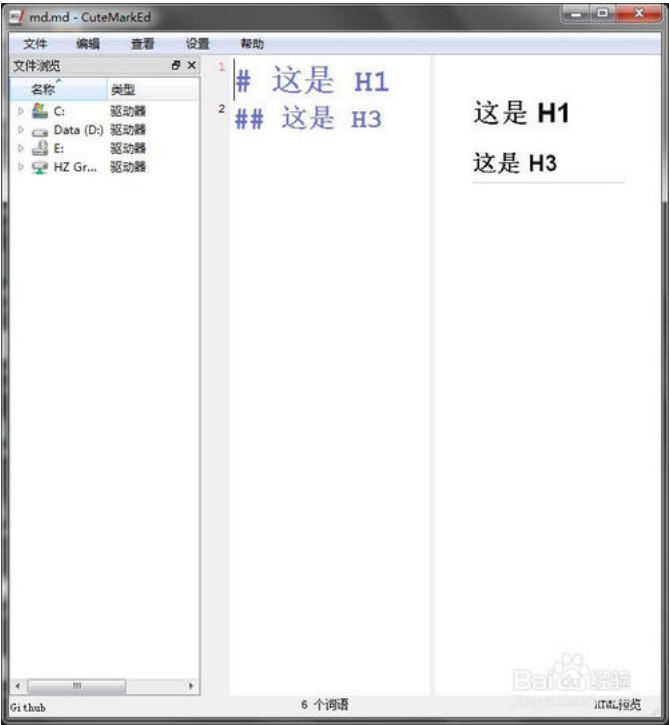 md.md - CuteMarkEd
文件 编辑 查看 设置 帮助
文件浏览
名称 类型
C: 驱动器
Data (D:) 驱动器
E: 驱动器
HZ Gr... 驱动器
1 # 这是 H1
2 ## 这是 H3
这是 H1
这是 H3
Baidu 经验
Github 6 个词语 HTML预览